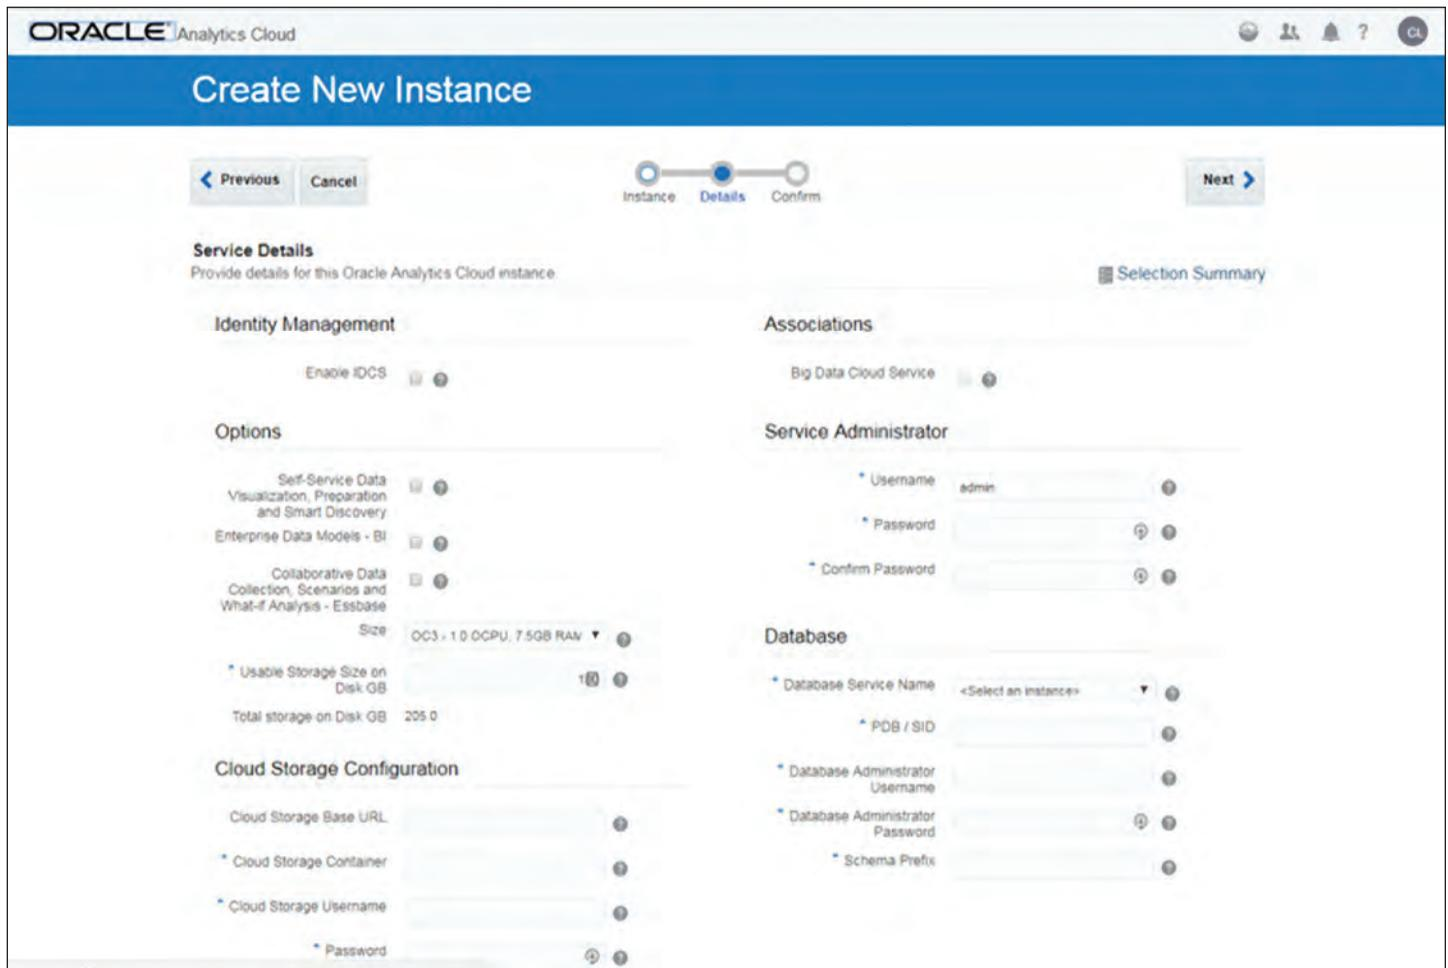 ORACLE Analytics Cloud
?
CL
Create New Instance
Previous
Cancel
Instance
Details
Confirm
Next
Service Details
Provide details for this Oracle Analytics Cloud instance
Selection Summary
Identity Management
Enable IDCS
Options
Self-Service Data
Visualization, Preparation
and Smart Discovery
Enterprise Data Models - BI
Collaborative Data
Collection, Scenarios and
What-if Analysis - Essbase
Size
OC3 - 1.0 OCPU, 7.5GB RAM
* Usable Storage Size on
Disk GB
Total storage on Disk GB 205.0
Cloud Storage Configuration
Cloud Storage Base URL
* Cloud Storage Container
* Cloud Storage Username
* Password
Associations
Big Data Cloud Service
Service Administrator
* Username admin
* Password
* Confirm Password
Database
* Database Service Name <Select an instance>
* PDB / SID
* Database Administrator
Username
* Database Administrator
Password
* Schema Prefix